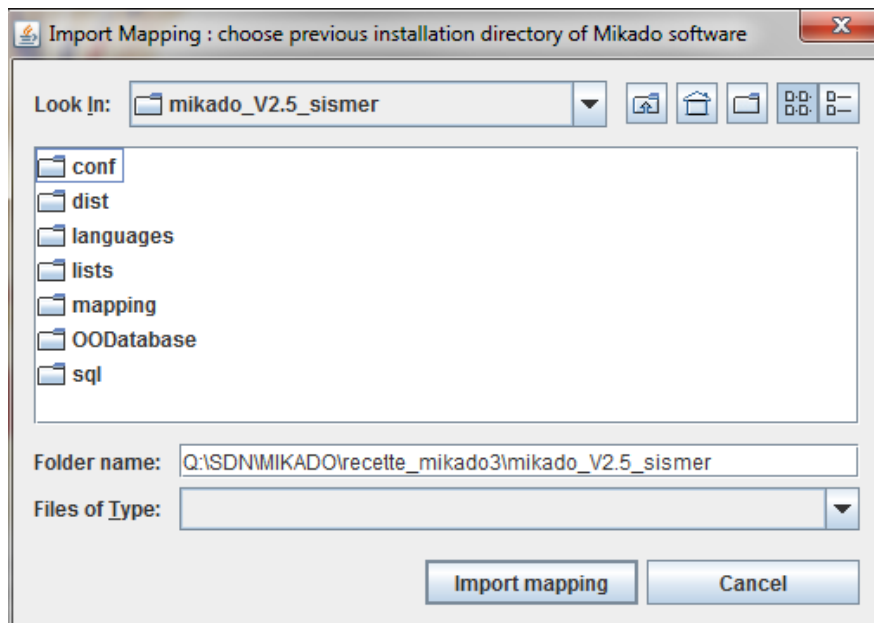 Import Mapping : choose previous installation directory of Mikado software
Look In: mikado_V2.5_sismer
conf
dist
languages
lists
mapping
OODatabase
sql
Folder name: Q:\SDN\MIKADO\recette_mikado3\mikado_V2.5_sismer
Files of Type:
Import mapping Cancel